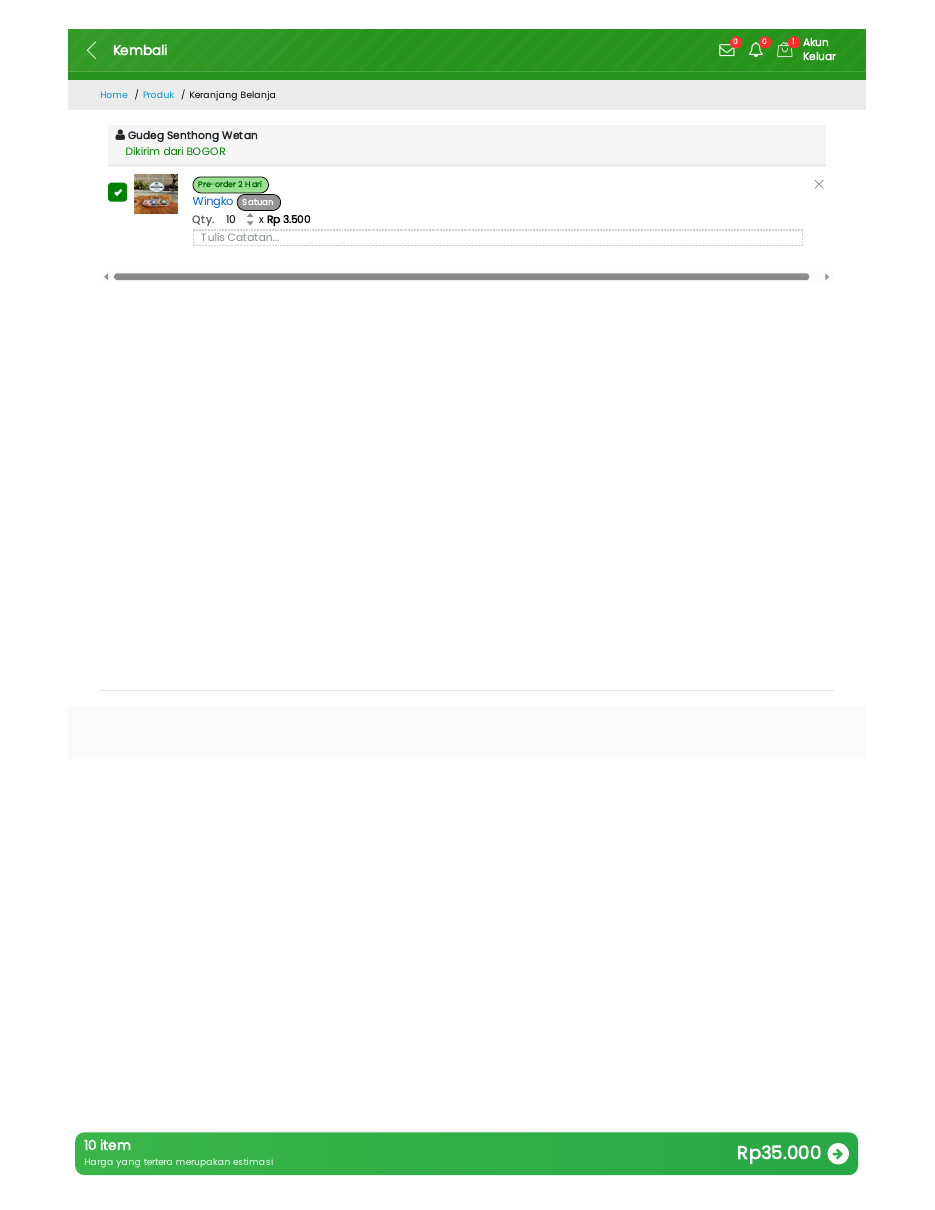 Kembali
0
0
1
Akun
Keluar
Home / Produk / Keranjang Belanja
Gudeg Senthong Wetan
Dikirim dari BOGOR
Pre-order 2 Hari
Wingko Satuan
Qty. 10 x Rp 3.500
Tulis Catatan...
10 item
Harga yang tertera merupakan estimasi
Rp35.000